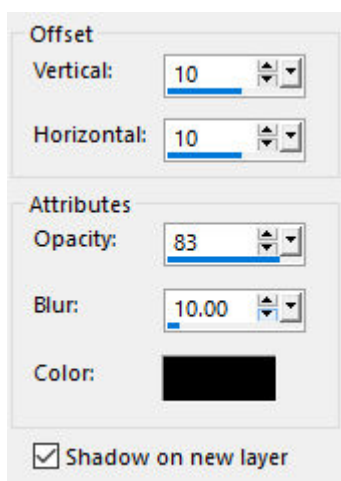 Offset
Vertical: 10
Horizontal: 10
Attributes
Opacity: 83
Blur: 10.00
Color:
Shadow on new layer